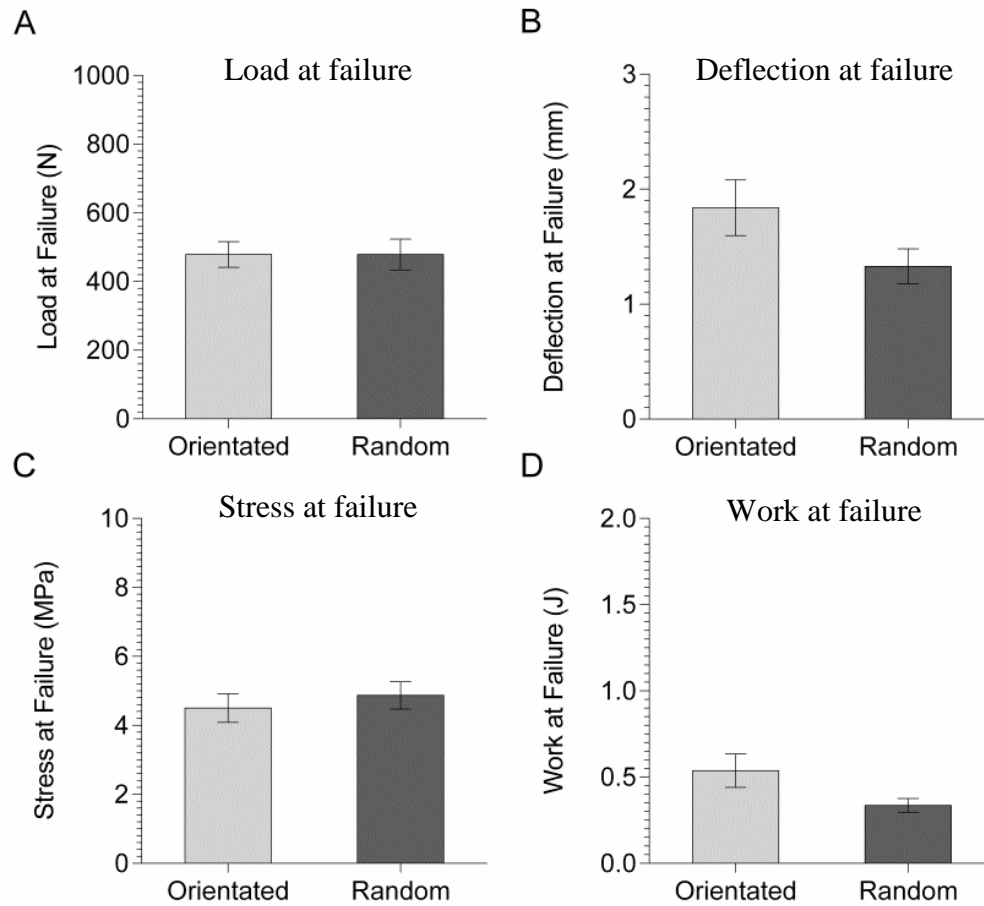 A
Load at failure
Load at Failure (N)
1000
800
600
400
200
0
Orientated Random
B
Deflection at failure
Deflection at Failure (mm)
3
2
1
0
Orientated Random
C
Stress at failure
Stress at Failure (MPa)
10
8
6
4
2
0
Orientated Random
D
Work at failure
Work at Failure (J)
2.0
1.5
1.0
0.5
0.0
Orientated Random